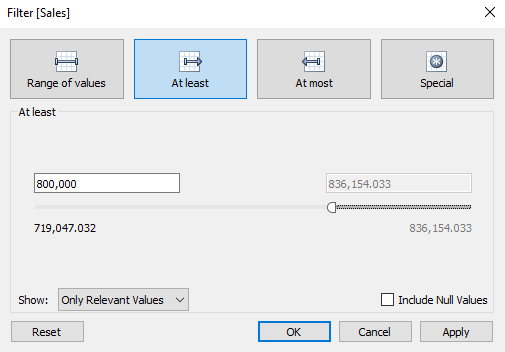 Filter [Sales]
Range of values
At least
At most
Special
At least
800,000
836,154.033
719,047.032
836,154.033
Show: Only Relevant Values
Include Null Values
Reset
OK
Cancel
Apply